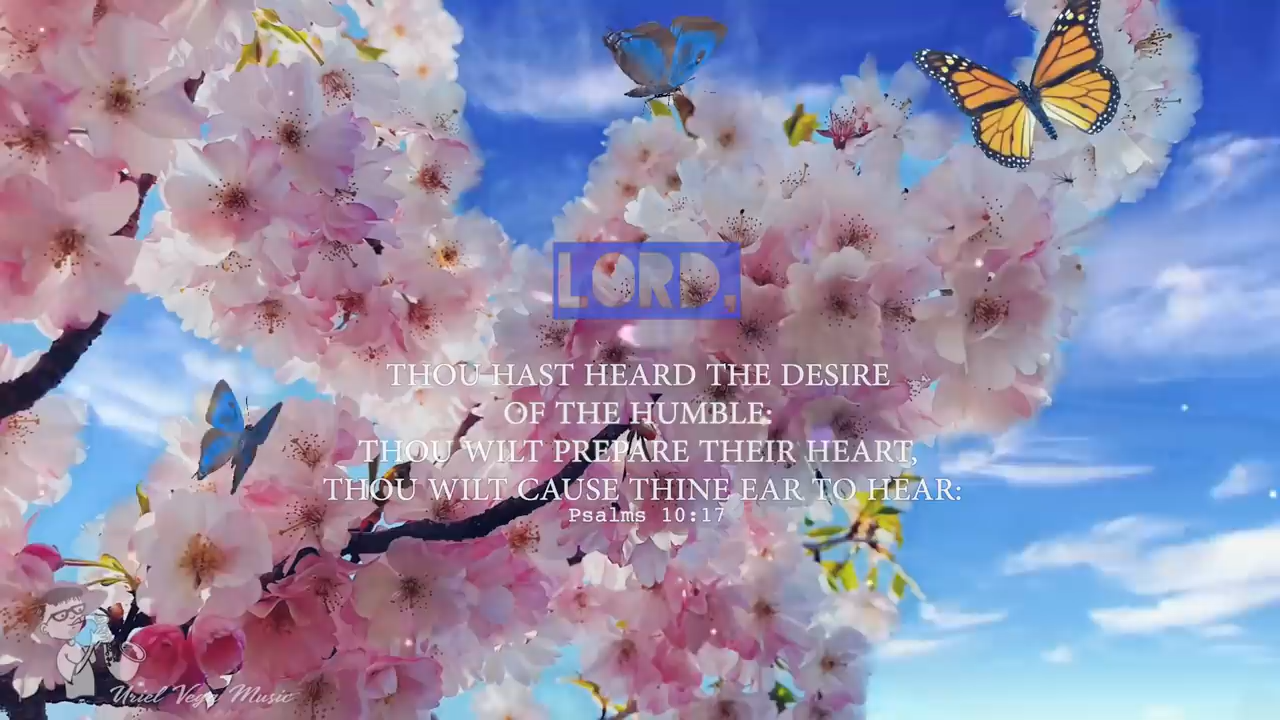 LORD,
THOU HAST HEARD THE DESIRE
OF THE HUMBLE:
THOU WILT PREPARE THEIR HEART,
THOU WILT CAUSE THINE EAR TO HEAR:
Psalms 10:17
Uriel Vega Music